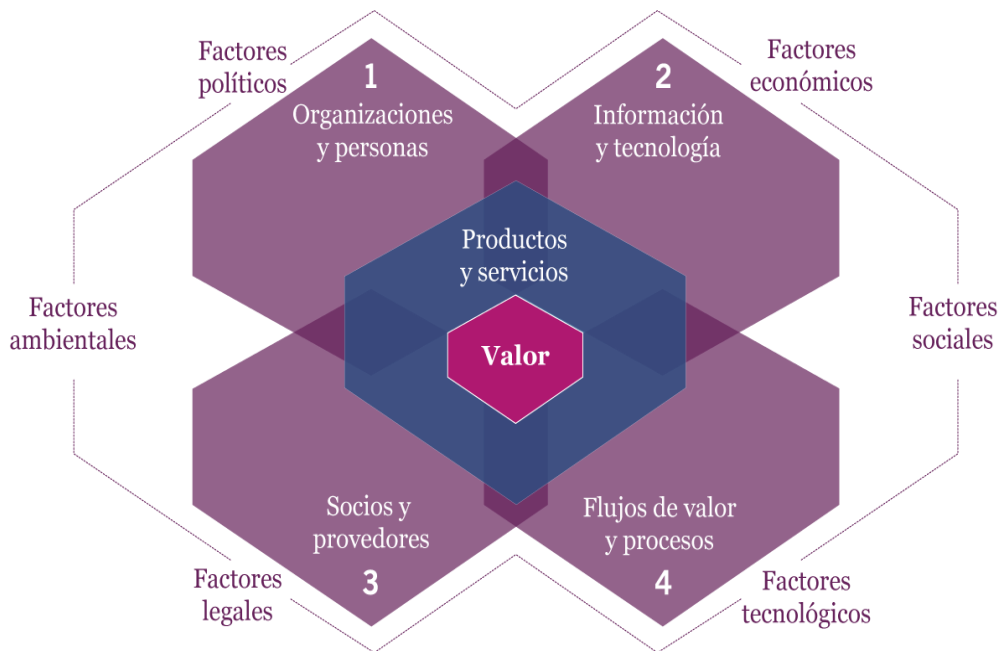 Factores
políticos
1
Organizaciones
y personas
2
Información
y tecnología
Factores
económicos
Productos
y servicios
Valor
Factores
ambientales
Factores
sociales
Socios y
provedores
3
Flujos de valor
y procesos
4
Factores
legales
Factores
tecnológicos